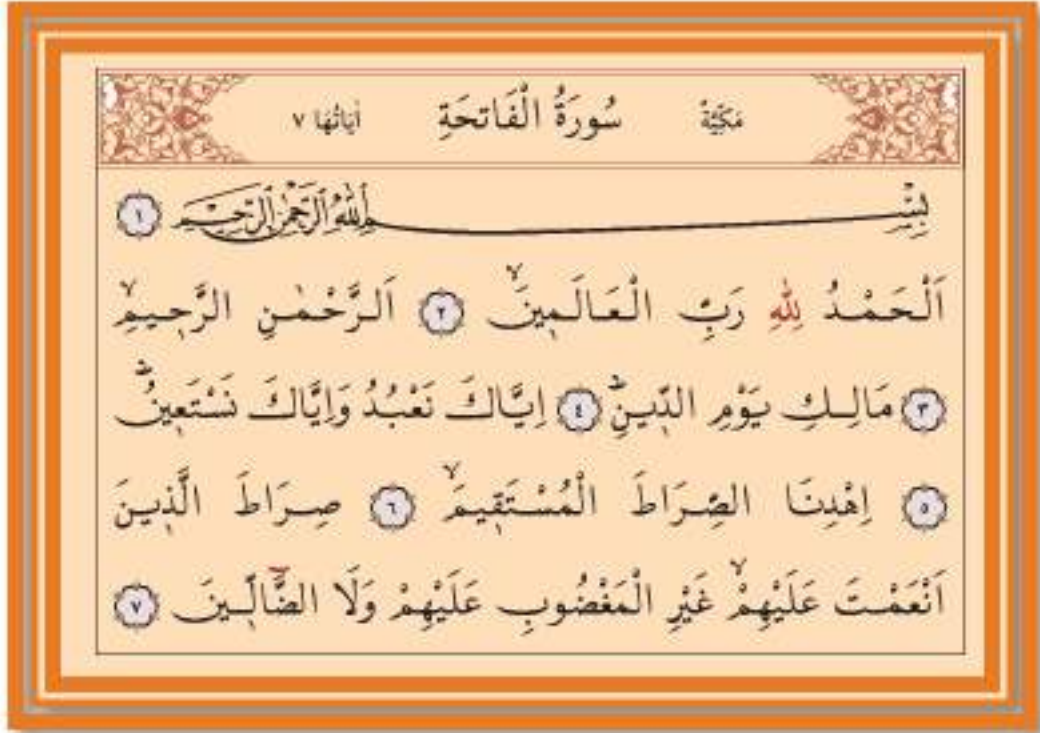 مَكِّيَّةٌ سُورَةُ الْفَاتِحَةِ اٰيَاتُهَا ٧
بِسْمِ اللّٰهِ الرَّحْمٰنِ الرَّحِيمِ ١
اَلْحَمْدُ لِلّٰهِ رَبِّ الْعَالَمِينَۙ ٢ اَلرَّحْمٰنِ الرَّحِيمِۙ
٣ مَالِكِ يَوْمِ الدِّينِۜ ٤ اِيَّاكَ نَعْبُدُ وَاِيَّاكَ نَسْتَعِينُۜ
٥ اِهْدِنَا الصِّرَاطَ الْمُسْتَقِيمَۙ ٦ صِرَاطَ الَّذِينَ
اَنْعَمْتَ عَلَيْهِمْۙ غَيْرِ الْمَغْضُوبِ عَلَيْهِمْ وَلَا الضَّٓالِّينَ ٧